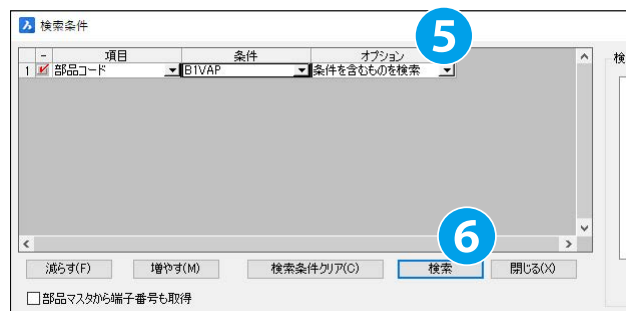 検索条件
5
- 項目 条件 オプション
1 部品コード B1VAP 条件を含むものを検索
検
6
減らす(F) 増やす(M) 検索条件クリア(C) 検索 閉じる(X)
部品マスタから端子番号も取得